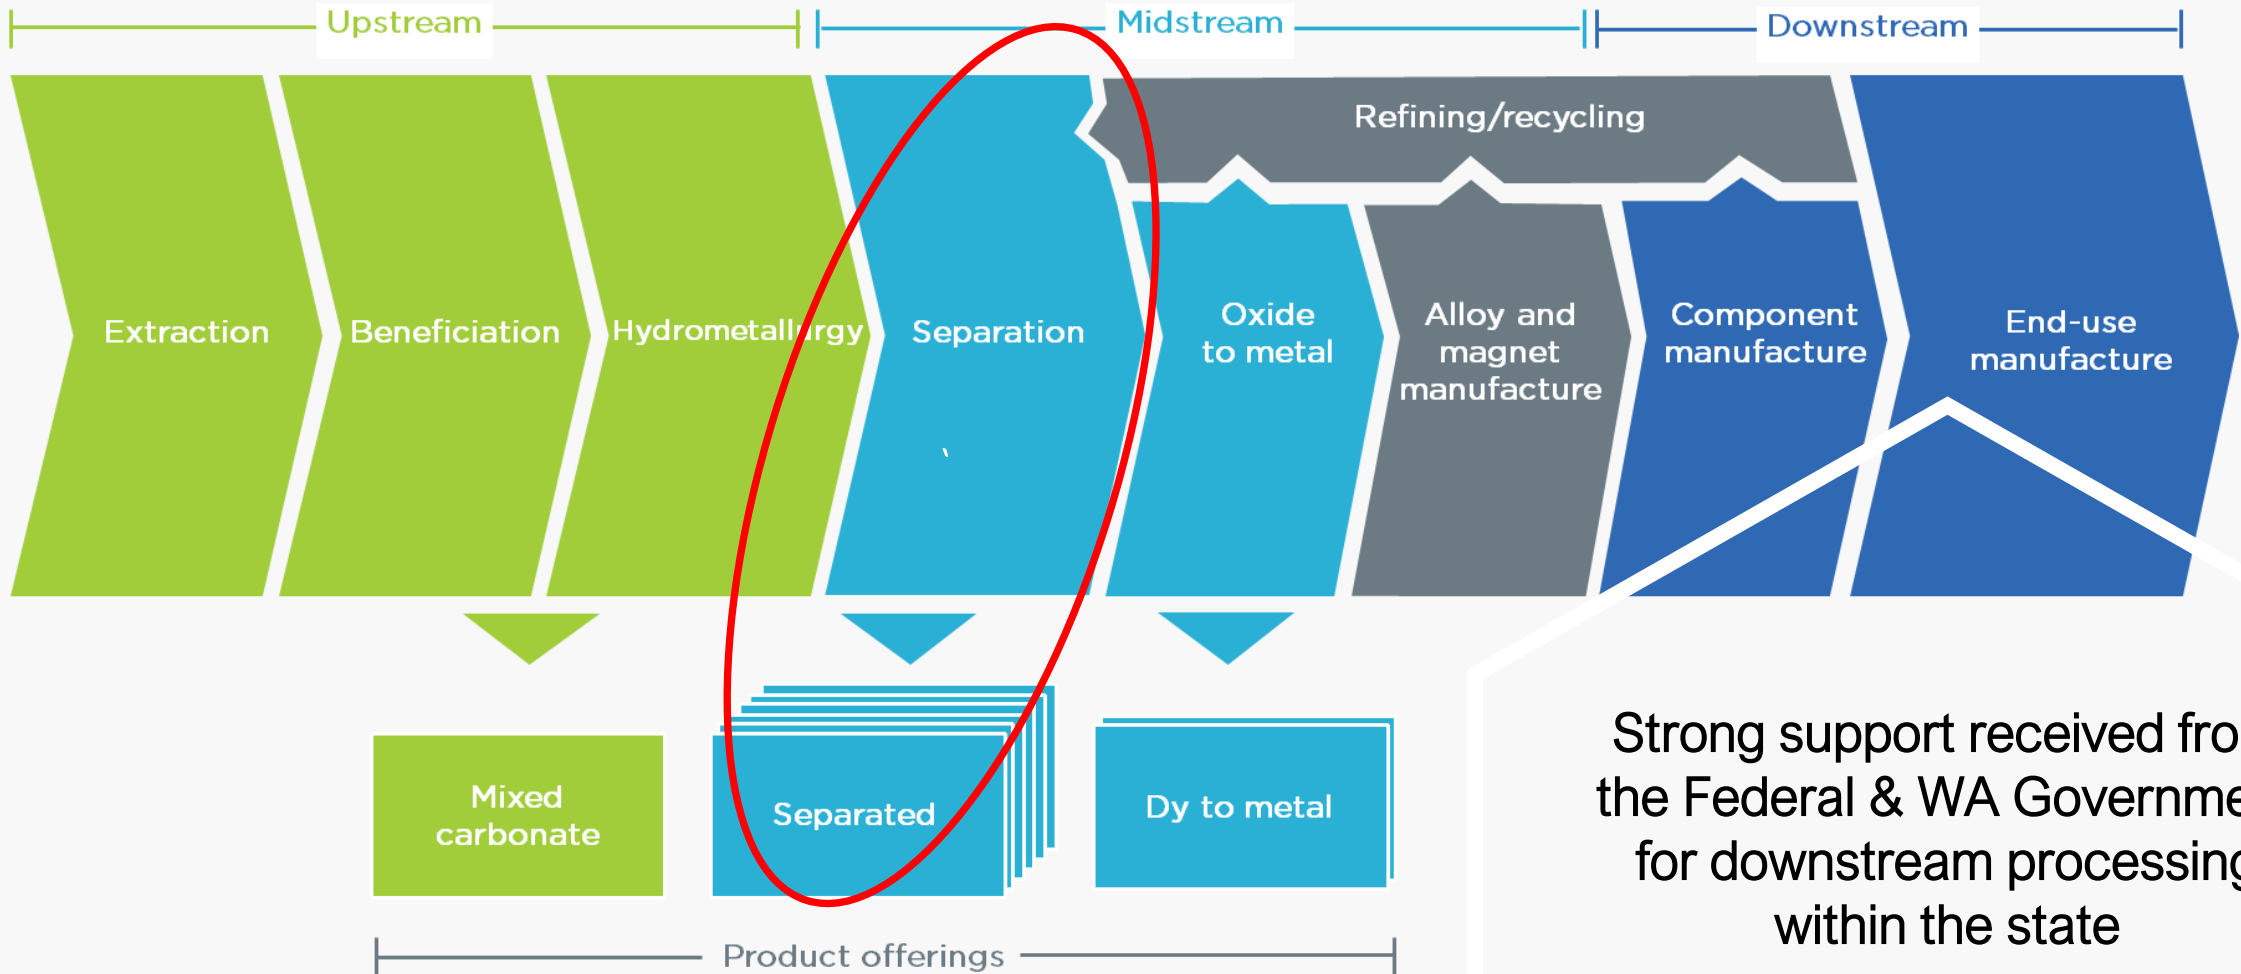 Upstream
Midstream
Downstream
Refining/recycling
Extraction
Beneficiation
Hydrometallurgy
Separation
Oxide
to metal
Alloy and
magnet
manufacture
Component
manufacture
End-use
manufacture
Mixed
carbonate
Separated
Dy to metal
Product offerings
Strong support received fro
the Federal & WA Governme
for downstream processing
within the state